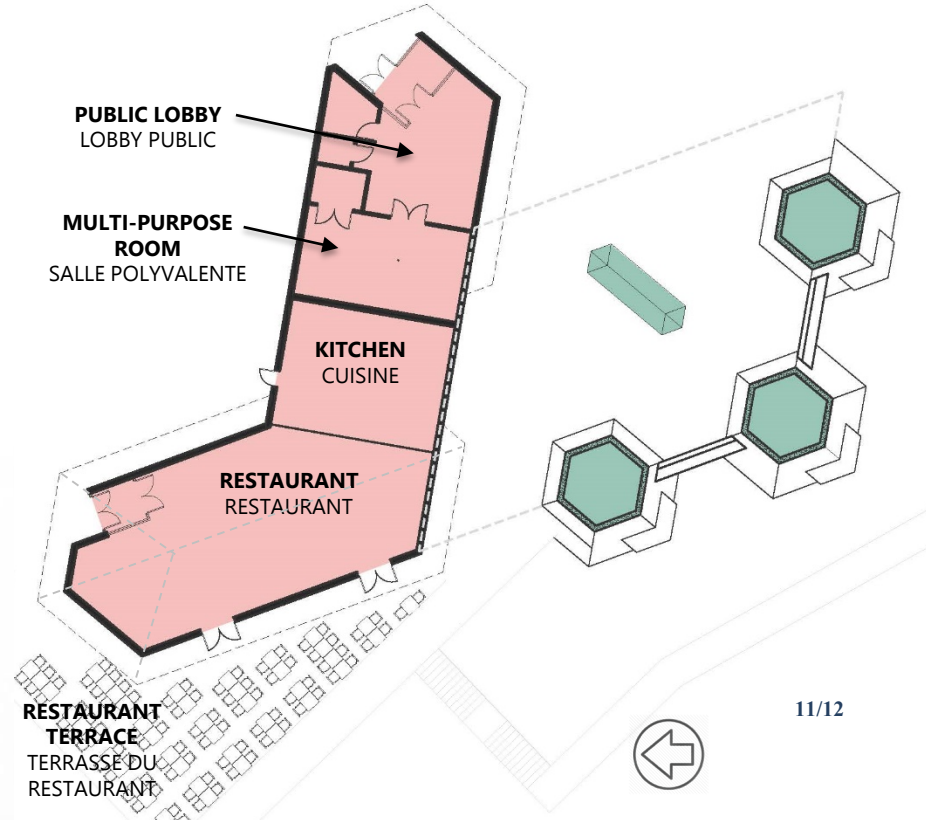 PUBLIC LOBBY
LOBBY PUBLIC
MULTI-PURPOSE
ROOM
SALLE POLYVALENTE
KITCHEN
CUISINE
RESTAURANT
RESTAURANT
RESTAURANT
TERRACE
TERRASSE DU
RESTAURANT
11/12